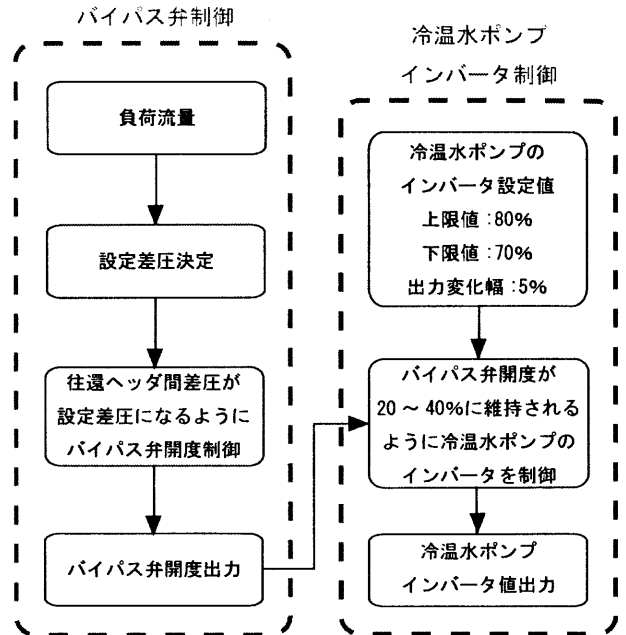 バイパス弁制御
負荷流量
設定差圧決定
往還ヘッダ間差圧が
設定差圧になるように
バイパス弁開度制御
バイパス弁開度出力
冷温水ポンプ
インバータ制御
冷温水ポンプの
インバータ設定値
上限値:80%
下限値:70%
出力変化幅:5%
バイパス弁開度が
20～40%に維持される
ように冷温水ポンプの
インバータを制御
冷温水ポンプ
インバータ値出力